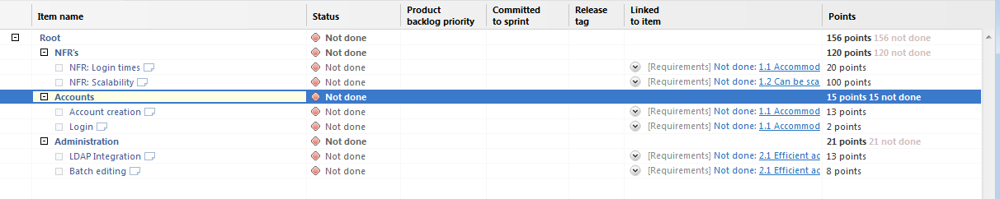 Item name Status Product backlog priority Committed to sprint Release tag Linked to item Points
Root Not done 156 points 156 not done
NFR's Not done 120 points 120 not done
NFR: Login times Not done [Requirements] Not done: 1.1 Accommod 20 points
NFR: Scalability Not done [Requirements] Not done: 1.2 Can be sca 100 points
Accounts Not done 15 points 15 not done
Account creation Not done [Requirements] Not done: 1.1 Accommod 13 points
Login Not done [Requirements] Not done: 1.1 Accommod 2 points
Administration Not done 21 points 21 not done
LDAP Integration Not done [Requirements] Not done: 2.1 Efficient ac 13 points
Batch editing Not done [Requirements] Not done: 2.1 Efficient ac 8 points